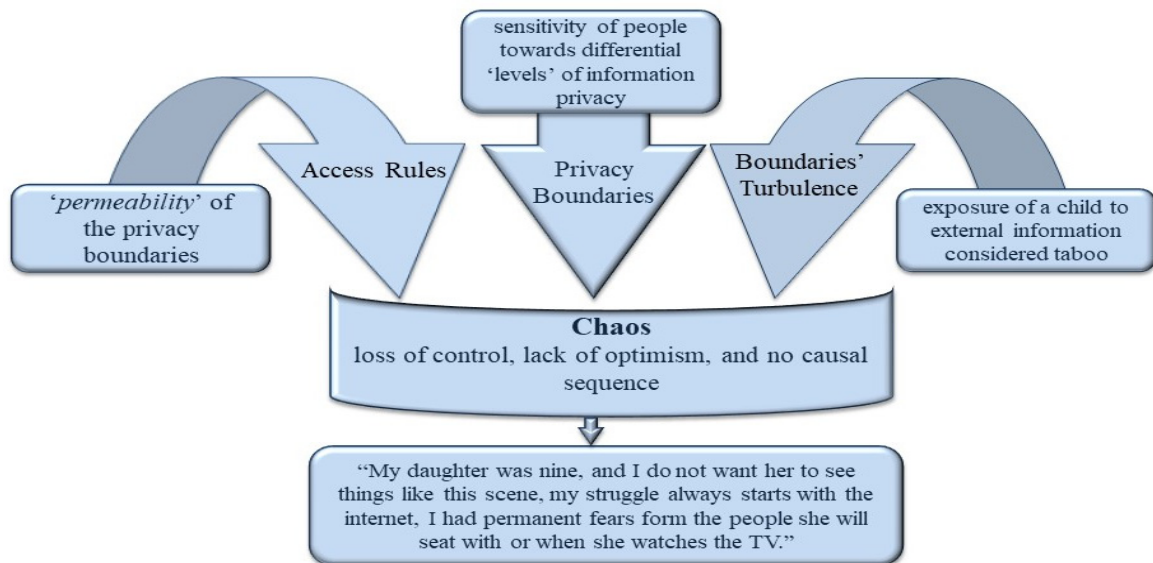 sensitivity of people
towards differential
‘levels’ of information
privacy
Access Rules
Privacy
Boundaries
Boundaries’
Turbulence
‘permeability’ of
the privacy
boundaries
exposure of a child to
external information
considered taboo
Chaos
loss of control, lack of optimism, and no causal
sequence
“My daughter was nine, and I do not want her to see
things like this scene, my struggle always starts with the
internet, I had permanent fears form the people she will
seat with or when she watches the TV.”